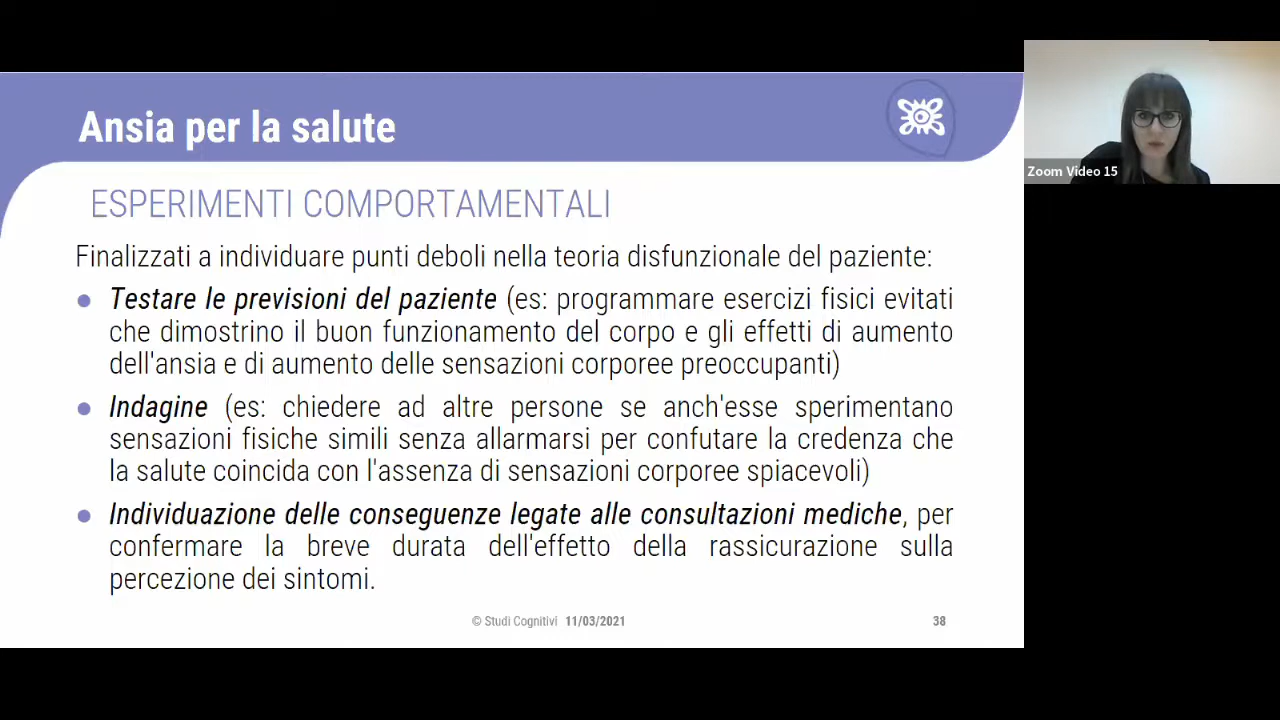 Ansia per la salute
Zoom Video 15
ESPERIMENTI COMPORTAMENTALI
Finalizzati a individuare punti deboli nella teoria disfunzionale del paziente:
● Testare le previsioni del paziente (es: programmare esercizi fisici evitati
che dimostrino il buon funzionamento del corpo e gli effetti di aumento
dell'ansia e di aumento delle sensazioni corporee preoccupanti)
● Indagine (es: chiedere ad altre persone se anch'esse sperimentano
sensazioni fisiche simili senza allarmarsi per confutare la credenza che
la salute coincida con l'assenza di sensazioni corporee spiacevoli)
● Individuazione delle conseguenze legate alle consultazioni mediche, per
confermare la breve durata dell'effetto della rassicurazione sulla
percezione dei sintomi.
© Studi Cognitivi 11/03/2021
38